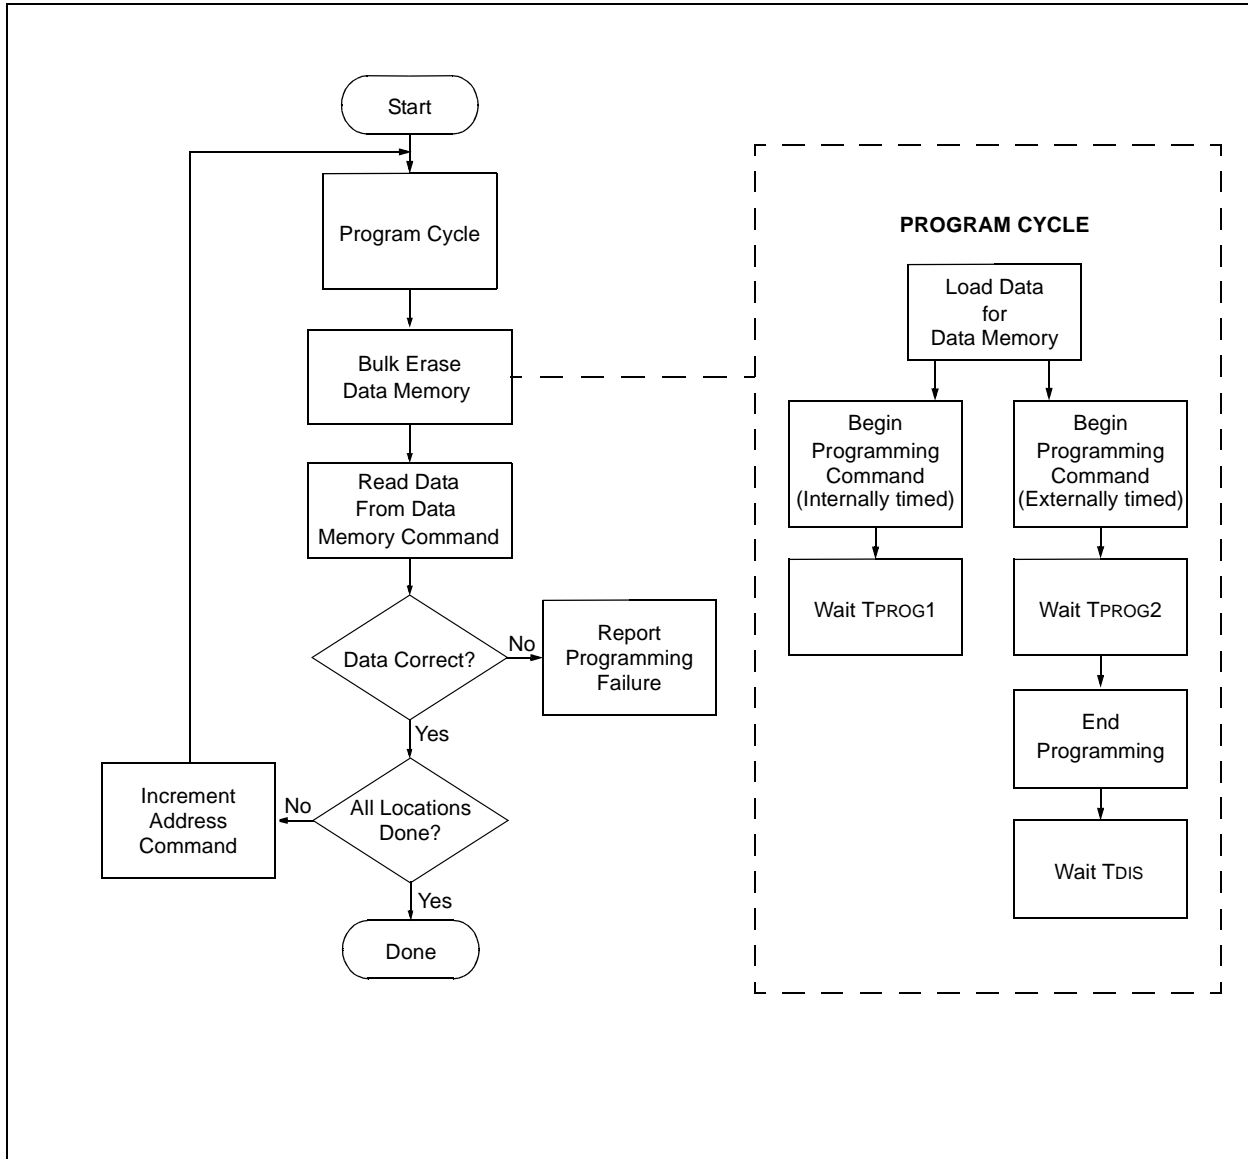 Start
Program Cycle
Bulk Erase
Data Memory
Read Data
From Data
Memory Command
Data Correct?
No
Report
Programming
Failure
Yes
All Locations
Done?
No
Increment
Address
Command
Yes
Done
PROGRAM CYCLE
Load Data
for
Data Memory
Begin
Programming
Command
(Internally timed)
Wait TPROG1
Begin
Programming
Command
(Externally timed)
Wait TPROG2
End
Programming
Wait TDIS